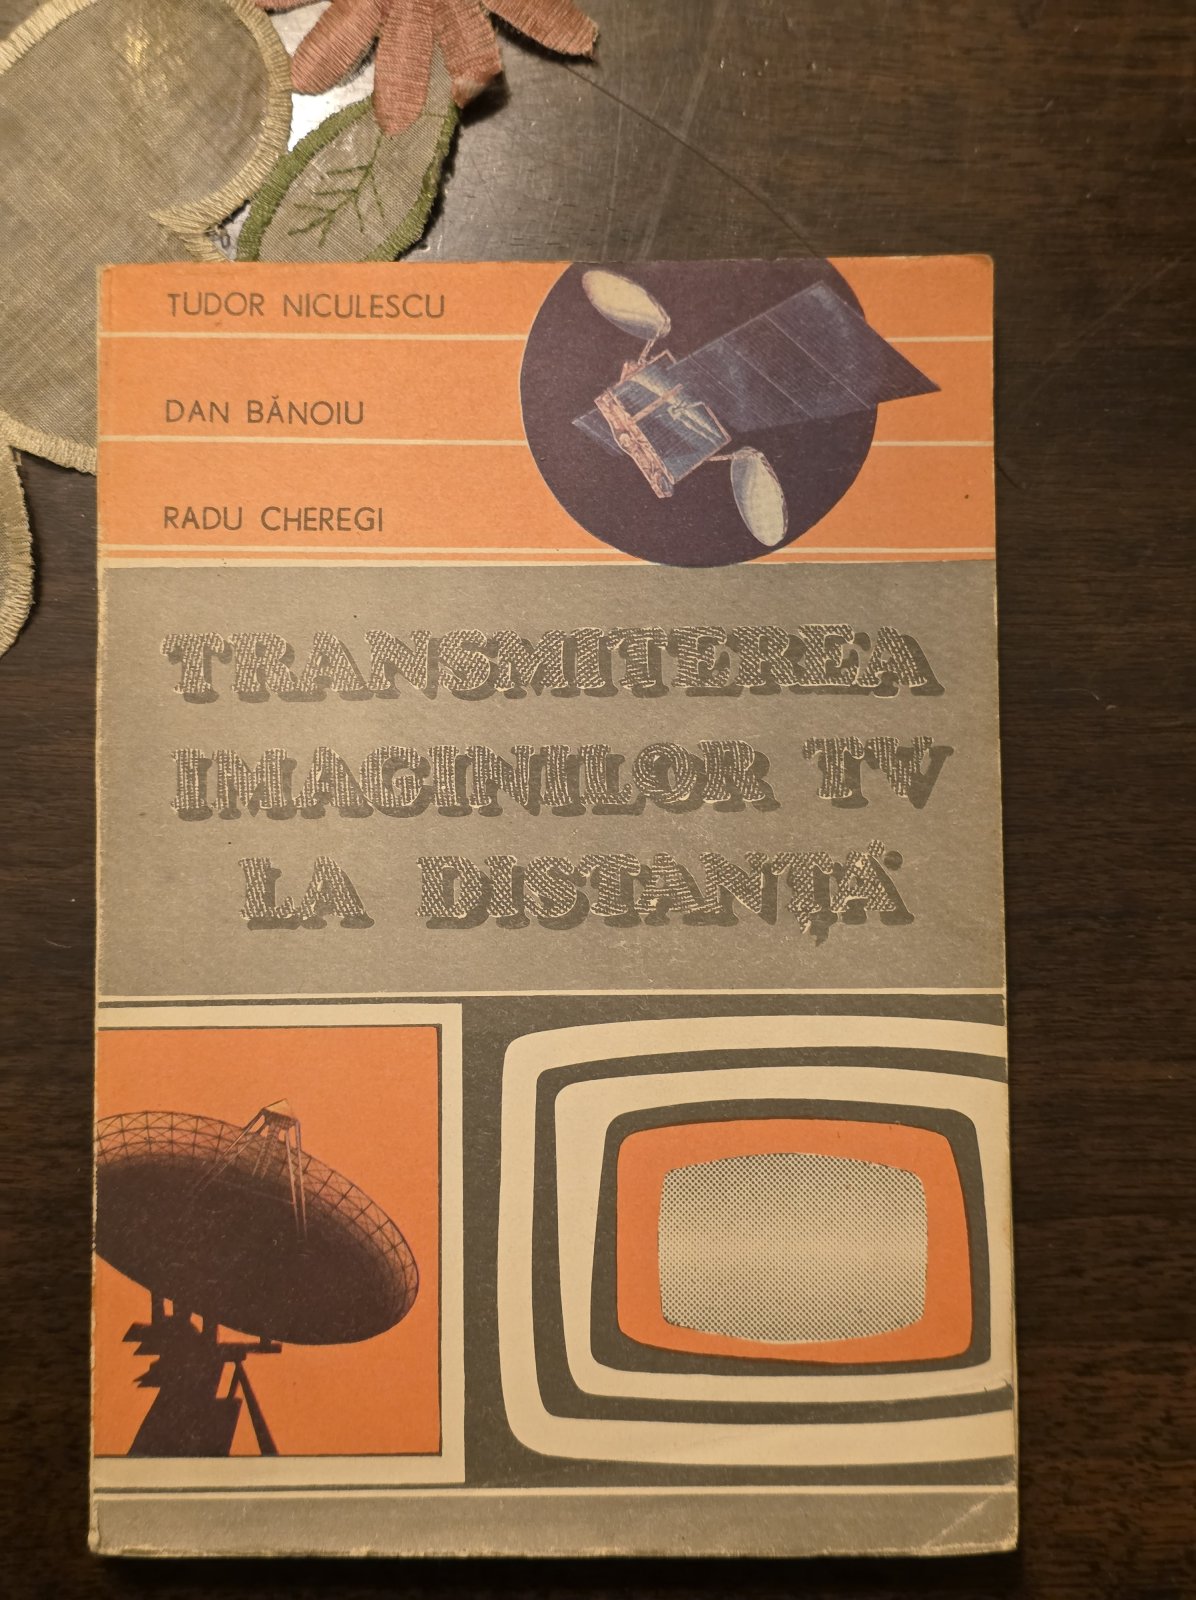 TUDOR NICULESCU
DAN BĂNOIU
RADU CHEREGI
TRANSMITEREA
IMAGINILOR TV
LA DISTANȚĂ